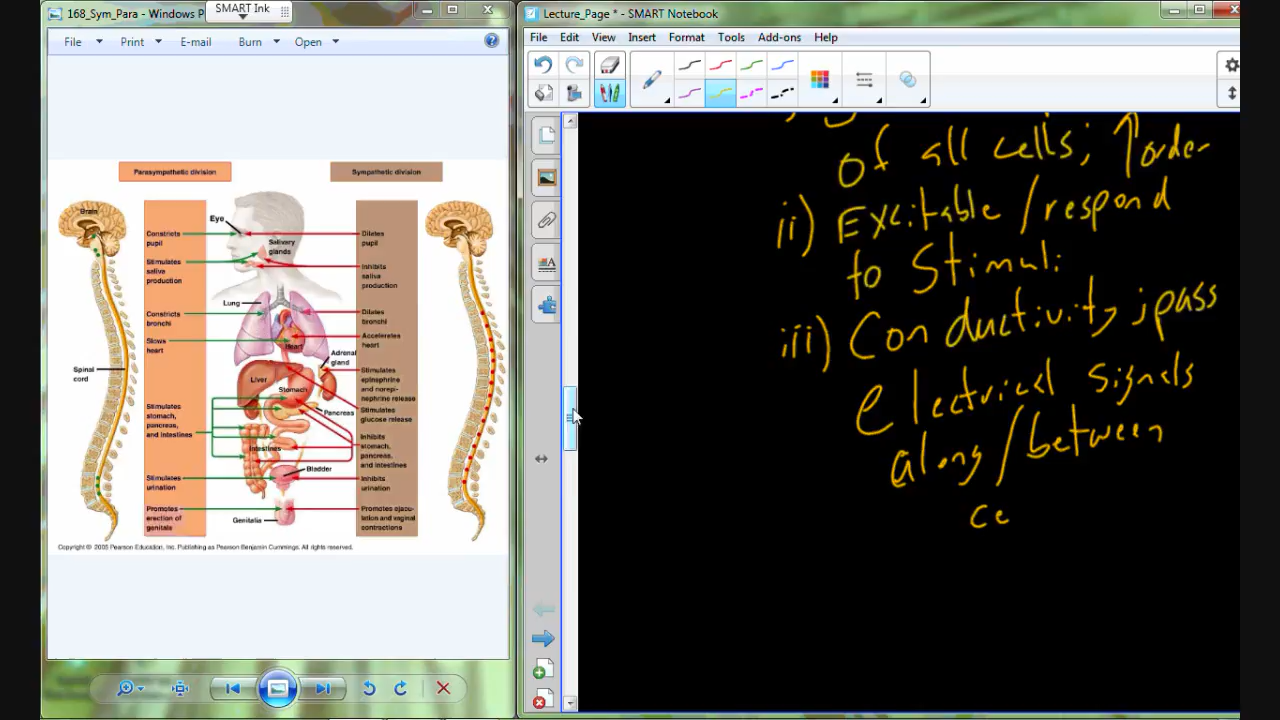 168_Sym_Para - Windows P
SMART Ink
File
Print
E-mail
Burn
Open
Parasympathetic division
Sympathetic division
Brain
Spinal
cord
Constricts
pupil
Stimulates
saliva
production
Constricts
bronchi
Slows
heart
Stimulates
stomach,
pancreas,
and intestines
Stimulates
urination
Promotes
erection of
genitals
Eye
Salivary
glands
Lung
Heart
Adrenal
gland
Liver
Stomach
Pancreas
Intestines
Bladder
Genitalia
Dilates
pupil
Inhibits
saliva
production
Dilates
bronchi
Accelerates
heart
Stimulates
epinephrine
and norepi-
nephrine release
Stimulates
glucose release
Inhibits
stomach,
pancreas,
and intestines
Inhibits
urination
Promotes ejacu-
lation and vaginal
contractions
Copyright © 2005 Pearson Education, Inc. Publishing as Pearson Benjamin Cummings. All rights reserved.
Lecture_Page * - SMART Notebook
File Edit View Insert Format Tools Add-ons Help
of all cells; ↑order
ii) Excitable / respond
to Stimuli
iii) Conductivity; pass
electrical signals
along/between
ce